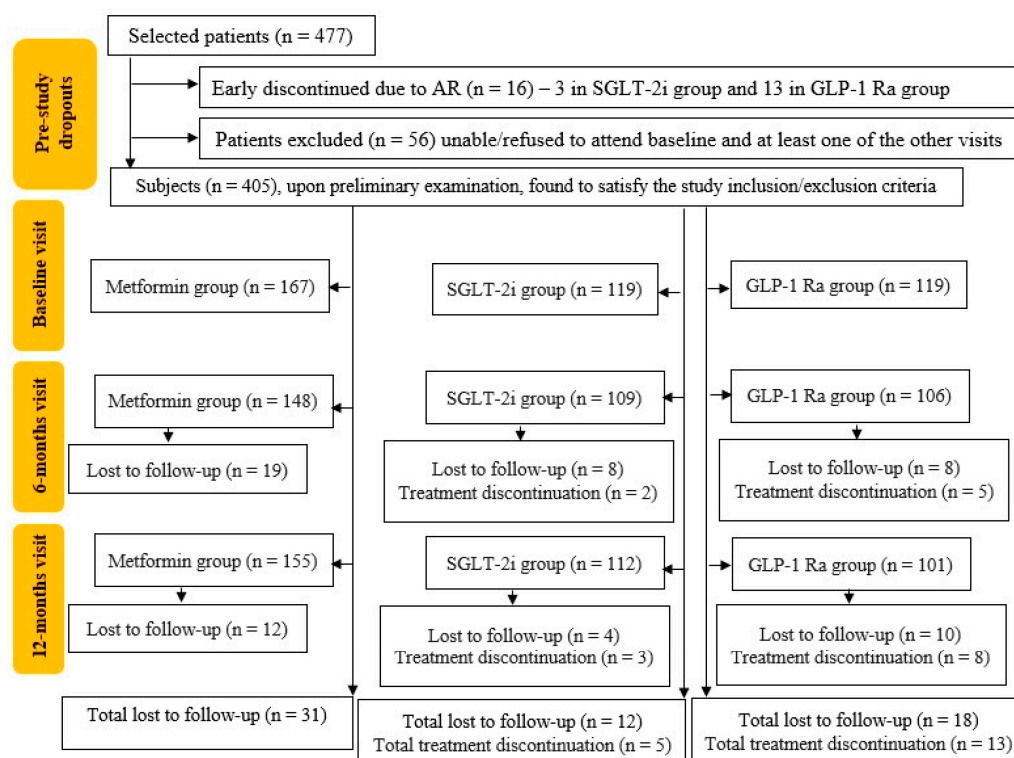 Pre-study
dropouts
Selected patients (n = 477)
Early discontinued due to AR (n = 16) – 3 in SGLT-2i group and 13 in GLP-1 Ra group
Patients excluded (n = 56) unable/refused to attend baseline and at least one of the other visits
Subjects (n = 405), upon preliminary examination, found to satisfy the study inclusion/exclusion criteria
Baseline visit
Metformin group (n = 167)
SGLT-2i group (n = 119)
GLP-1 Ra group (n = 119)
6-months visit
Metformin group (n = 148)
SGLT-2i group (n = 109)
GLP-1 Ra group (n = 106)
Lost to follow-up (n = 19)
Lost to follow-up (n = 8)
Treatment discontinuation (n = 2)
Lost to follow-up (n = 8)
Treatment discontinuation (n = 5)
12-months visit
Metformin group (n = 155)
SGLT-2i group (n = 112)
GLP-1 Ra group (n = 101)
Lost to follow-up (n = 12)
Lost to follow-up (n = 4)
Treatment discontinuation (n = 3)
Lost to follow-up (n = 10)
Treatment discontinuation (n = 8)
Total lost to follow-up (n = 31)
Total lost to follow-up (n = 12)
Total treatment discontinuation (n = 5)
Total lost to follow-up (n = 18)
Total treatment discontinuation (n = 13)